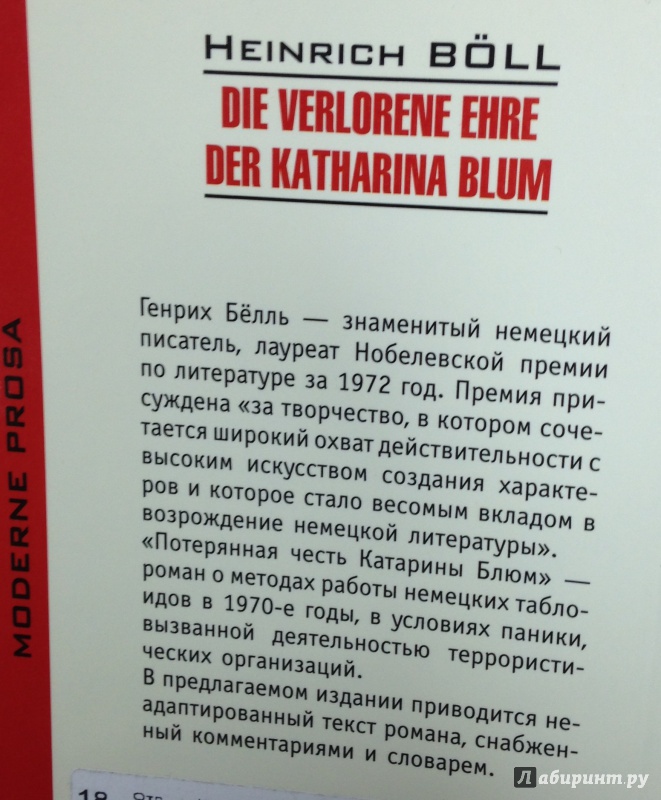 HEINRICH BÖLL
DIE VERLORENE EHRE
DER KATHARINA BLUM
Генрих Бёлль — знаменитый немецкий
писатель, лауреат Нобелевской премии
по литературе за 1972 год. Премия при-
суждена «за творчество, в котором соче-
тается широкий охват действительности с
высоким искусством создания характе-
ров и которое стало весомым вкладом в
возрождение немецкой литературы».
«Потерянная честь Катарины Блюм» —
роман о методах работы немецких табло-
идов в 1970-е годы, в условиях паники,
вызванной деятельностью террористи-
ческих организаций.
В предлагаемом издании приводится не-
адаптированный текст романа, снабжен-
ный комментариями и словарем.
MODERNE PROSA
18
Лабиринт.ру